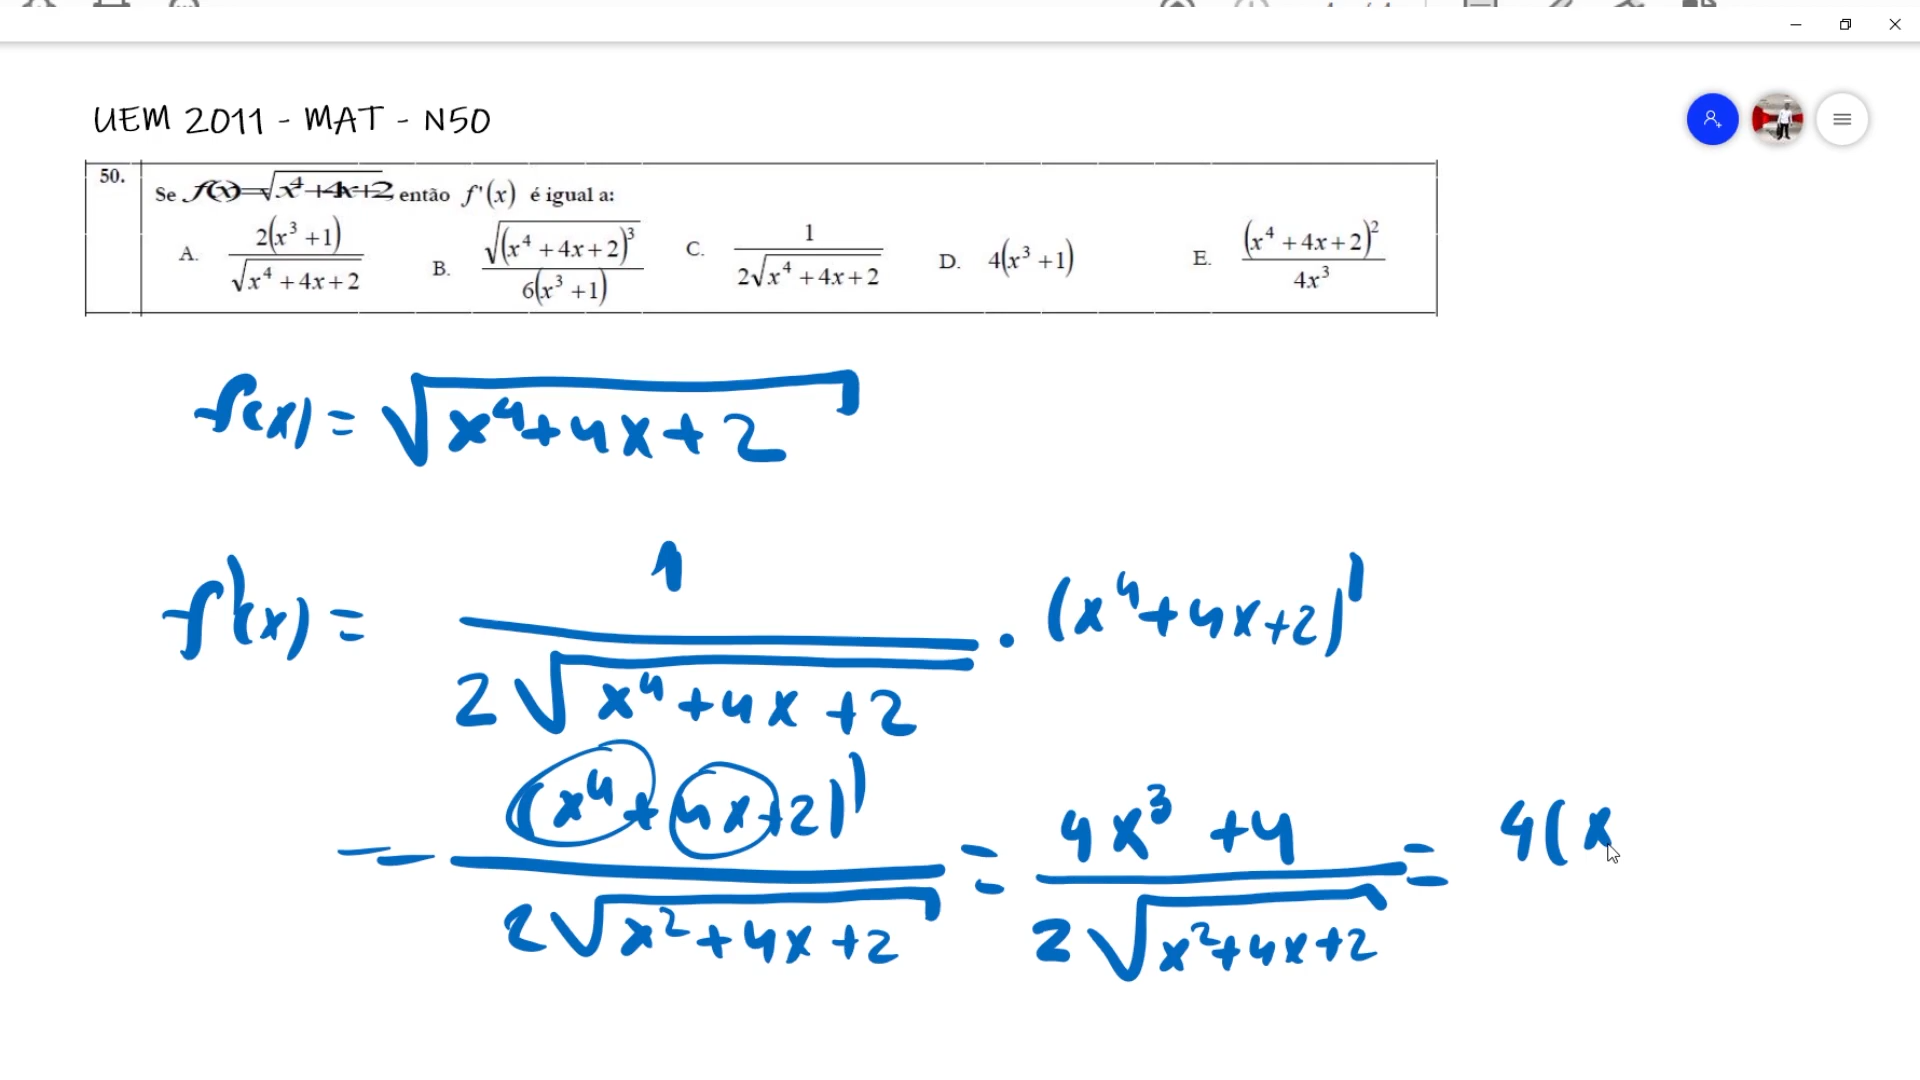 UEM 2011 - MAT - N50
50. Se f(x)=√(x⁴+4x+2) então f'(x) é igual a:
A. 2(x³+1)/√(x⁴+4x+2) B. √((x⁴+4x+2)³)/6(x³+1) C. 1/2√(x⁴+4x+2) D. 4(x³+1) E. (x⁴+4x+2)²/4x³
f(x) = √(x⁴+4x+2)
f'(x) = 1/2√(x⁴+4x+2) · (x⁴+4x+2)'
= (x⁴+4x+2)'/2√(x²+4x+2) = 4x³+4/2√(x²+4x+2) = 4(x